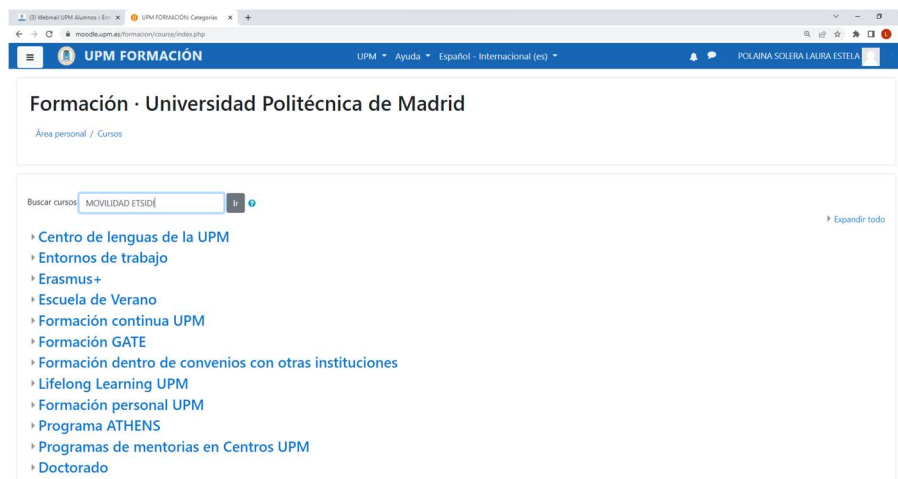 (3) Webmail UPM Alumnos :: En
UPM FORMACIÓN: Categorías
moodle.upm.es/formacion/course/index.php
UPM FORMACIÓN
UPM Ayuda Español - Internacional (es)
POLAINA SOLERA LAURA ESTELA
Formación · Universidad Politécnica de Madrid
Área personal / Cursos
Buscar cursos MOVILIDAD ETSIDI Ir
Expandir todo
Centro de lenguas de la UPM
Entornos de trabajo
Erasmus+
Escuela de Verano
Formación continua UPM
Formación GATE
Formación dentro de convenios con otras instituciones
Lifelong Learning UPM
Formación personal UPM
Programa ATHENS
Programas de mentorias en Centros UPM
Doctorado